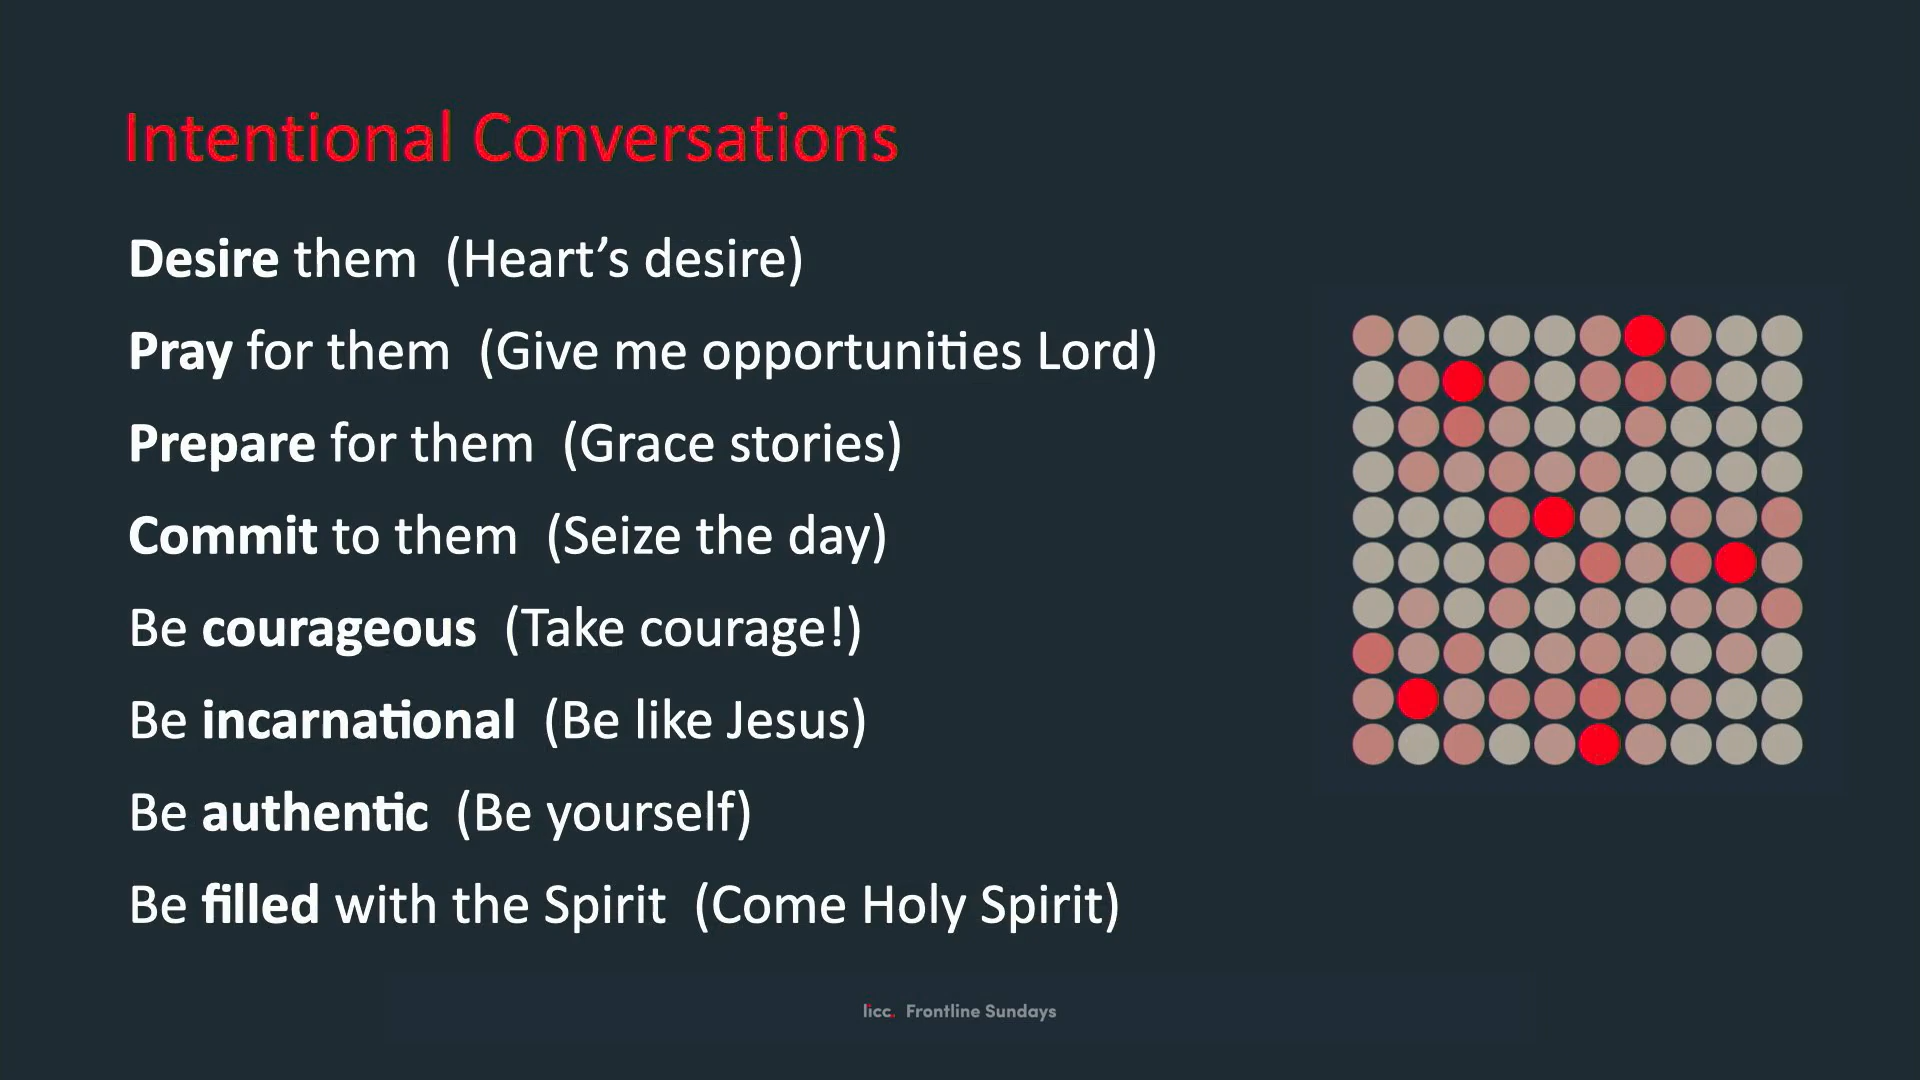 Intentional Conversations
Desire them (Heart’s desire)
Pray for them (Give me opportunities Lord)
Prepare for them (Grace stories)
Commit to them (Seize the day)
Be courageous (Take courage!)
Be incarnational (Be like Jesus)
Be authentic (Be yourself)
Be filled with the Spirit (Come Holy Spirit)
licc. Frontline Sundays